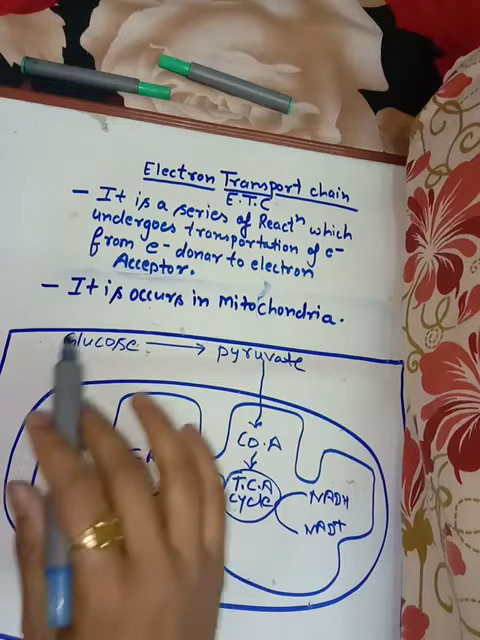 Electron Transport chain
E.T.C
- It is a series of Reactn which
undergoes transportation of e-
from e- donar to electron
Acceptor.
- It is occurs in Mitochondria.
Glucose → pyruvate
CO.A
T.C.A
cycle
NADH
NAD+